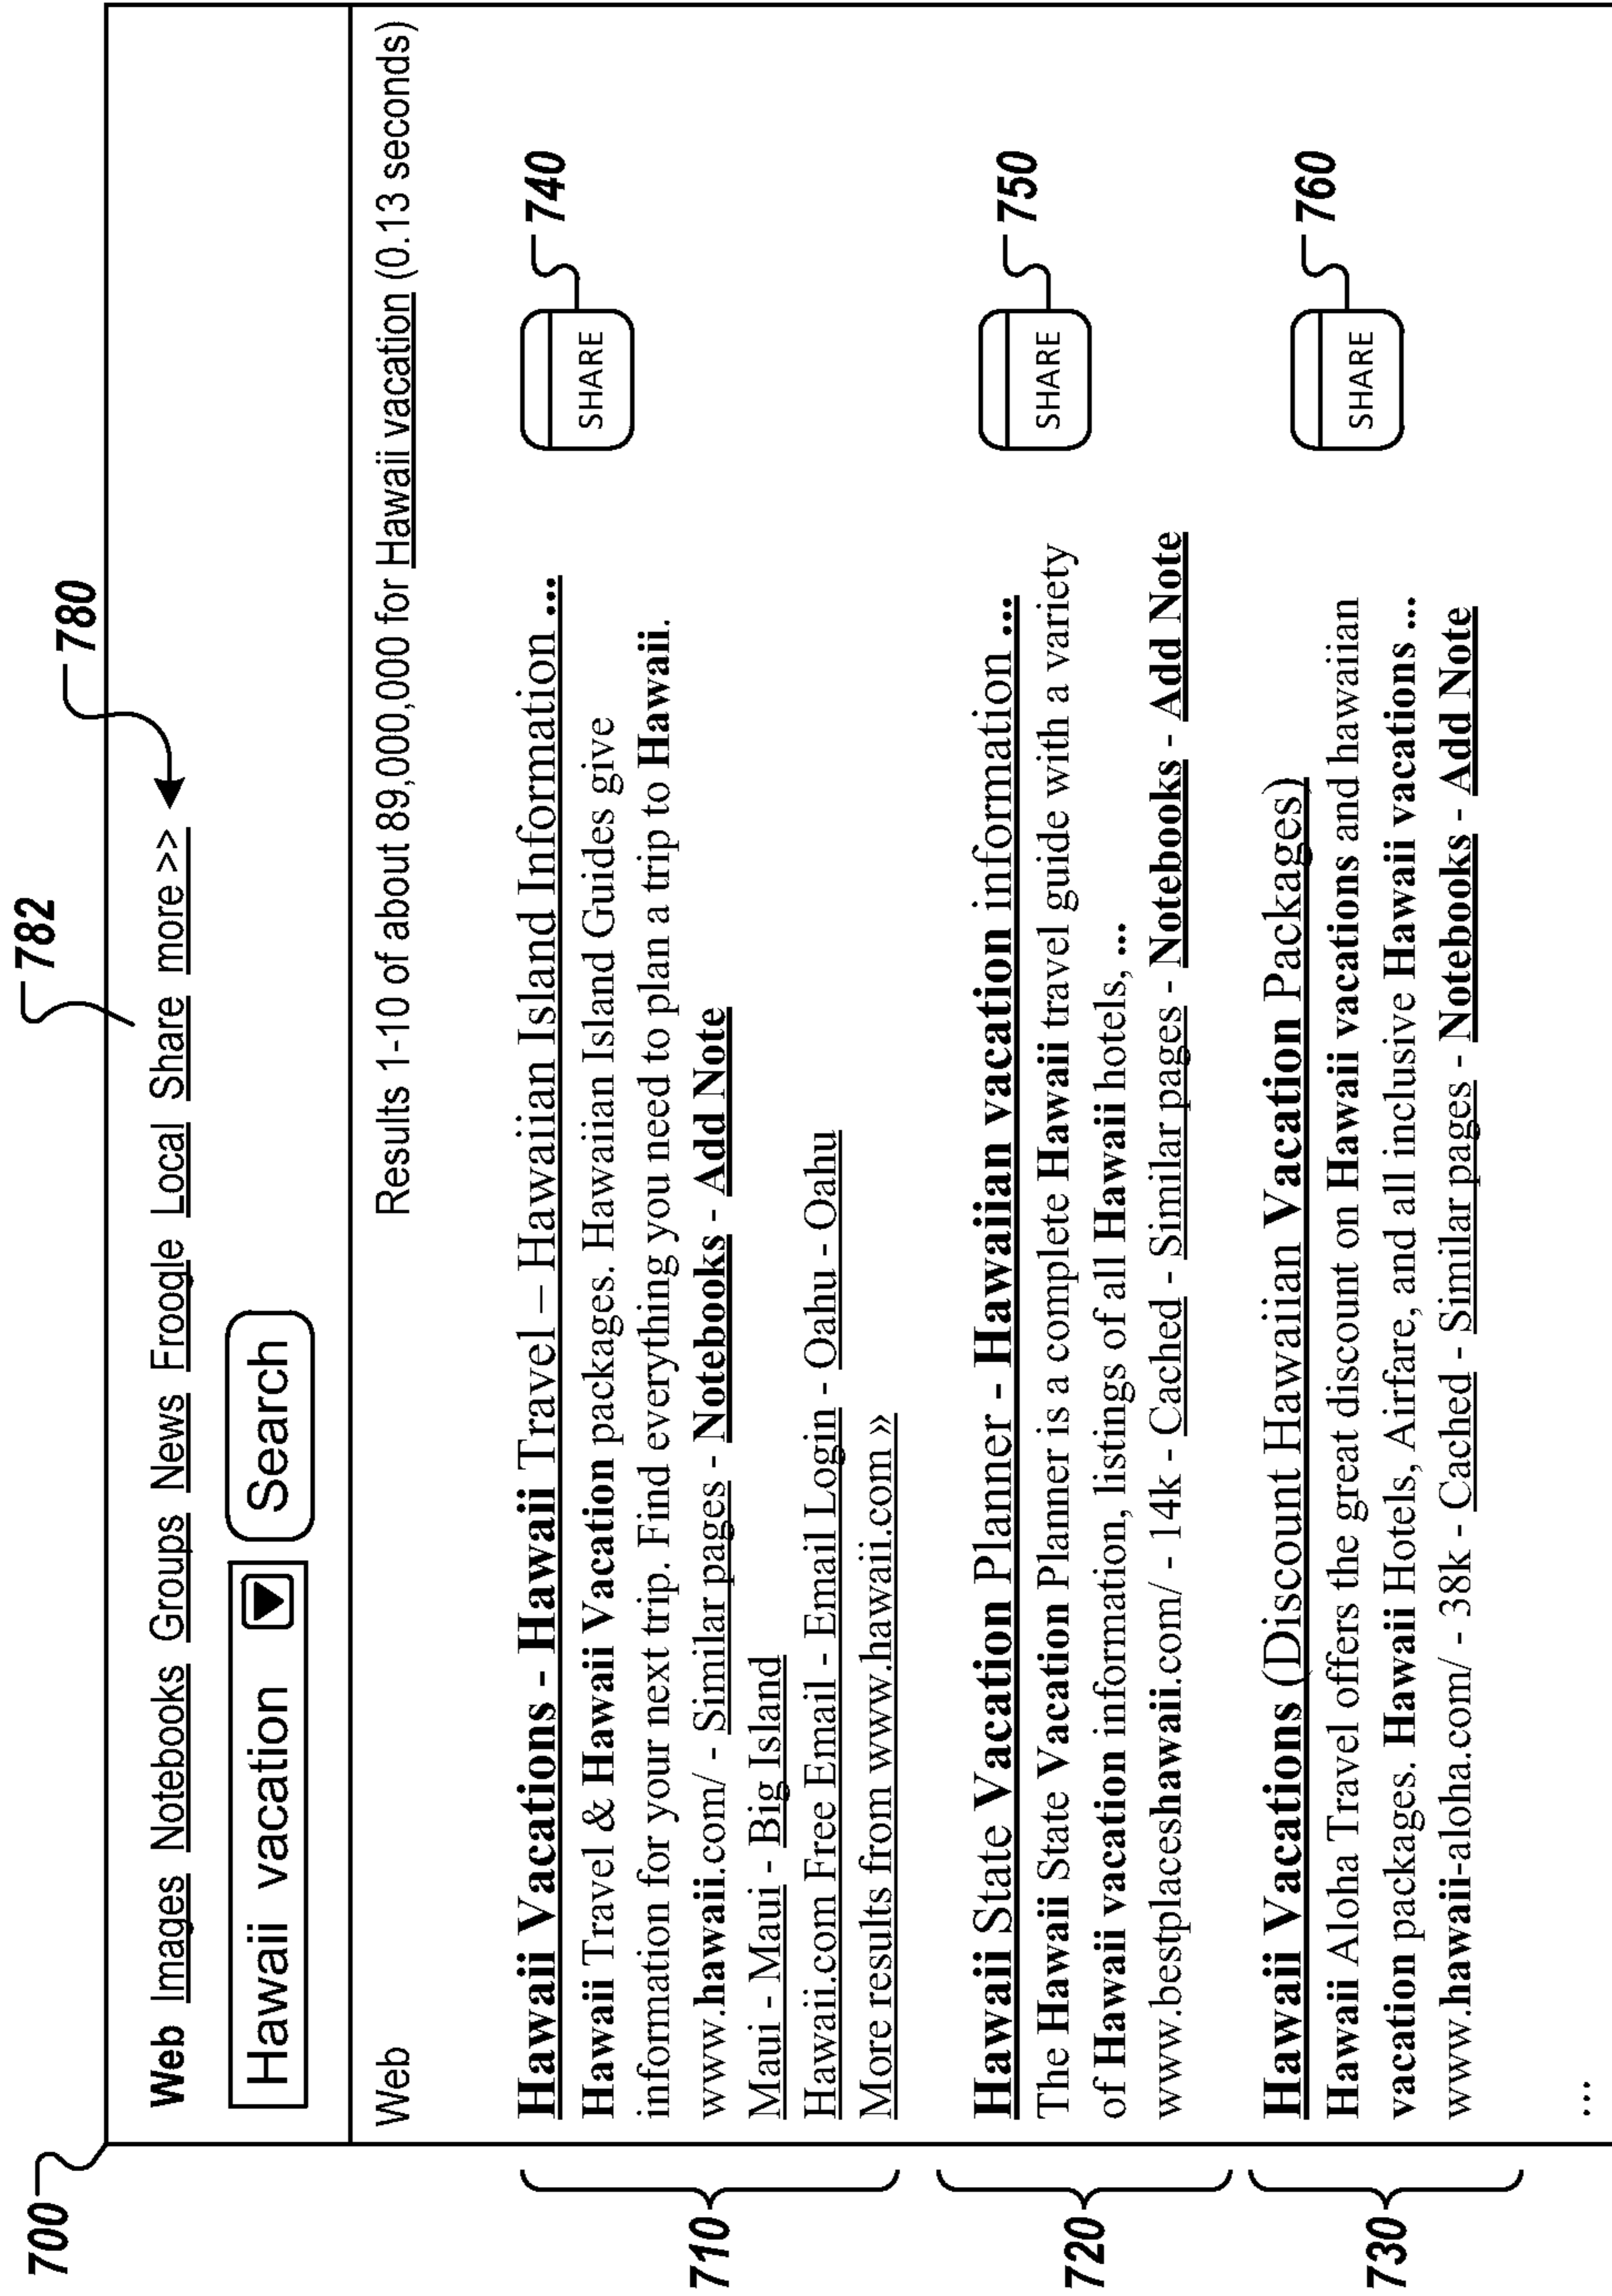 700
782
780
Web Images Notebooks Groups News Froogle Local Share more >>
Hawaii vacation Search
Web Results 1-10 of about 89,000,000 for Hawaii vacation (0.13 seconds)
710
Hawaii Vacations - Hawaii Travel – Hawaiian Island Information ...
Hawaii Travel & Hawaii Vacation packages. Hawaiian Island Guides give
information for your next trip. Find everything you need to plan a trip to Hawaii.
www.hawaii.com/ - Similar pages - Notebooks - Add Note
Maui - Maui - Big Island
Hawaii.com Free Email - Email Login - Oahu - Oahu
More results from www.hawaii.com »
SHARE
740
720
Hawaii State Vacation Planner - Hawaiian vacation information ...
The Hawaii State Vacation Planner is a complete Hawaii travel guide with a variety
of Hawaii vacation information, listings of all Hawaii hotels, ...
www.bestplaceshawaii.com/ - 14k - Cached - Similar pages - Notebooks - Add Note
SHARE
750
730
Hawaii Vacations (Discount Hawaiian Vacation Packages)
Hawaii Aloha Travel offers the great discount on Hawaii vacations and hawaiian
vacation packages. Hawaii Hotels, Airfare, and all inclusive Hawaii vacations ...
www.hawaii-aloha.com/ - 38k - Cached - Similar pages - Notebooks - Add Note
SHARE
760
...